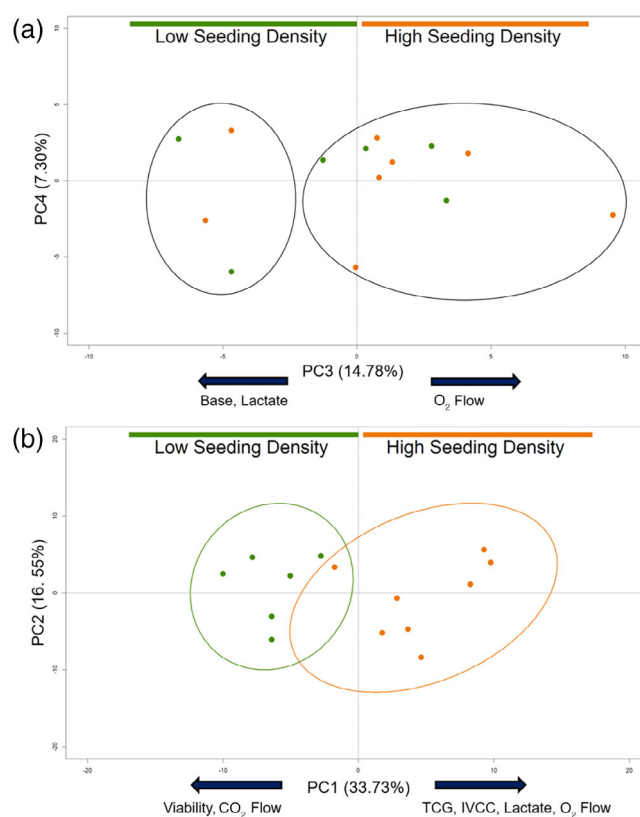 (a)
Low Seeding Density
High Seeding Density
10
5
0
-5
-10
PC4 (7.30%)
-10
-5
0
5
10
PC3 (14.78%)
Base, Lactate
O₂ Flow
(b)
Low Seeding Density
High Seeding Density
20
10
0
-10
-20
PC2 (16. 55%)
-20
-10
0
10
20
PC1 (33.73%)
Viability, CO₂ Flow
TCG, IVCC, Lactate, O₂ Flow